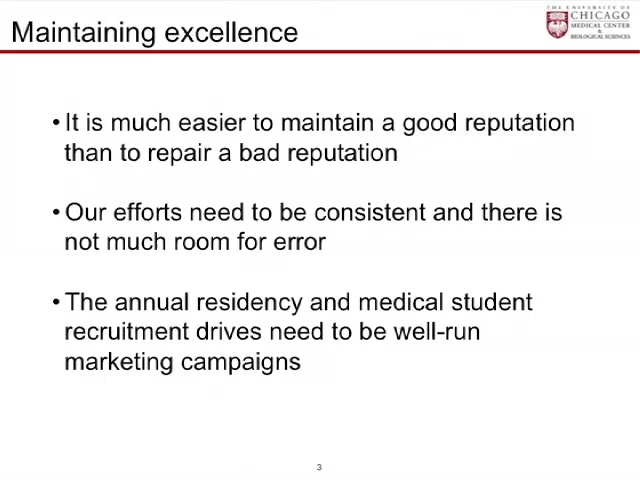 Maintaining excellence
THE UNIVERSITY OF
CHICAGO
MEDICAL CENTER
&
BIOLOGICAL SCIENCES
• It is much easier to maintain a good reputation
than to repair a bad reputation
• Our efforts need to be consistent and there is
not much room for error
• The annual residency and medical student
recruitment drives need to be well-run
marketing campaigns
3